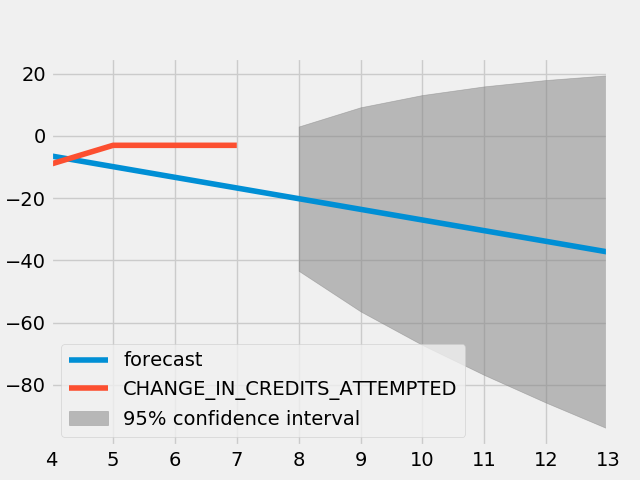 20
0
−20
−40
−60
−80
forecast
CHANGE_IN_CREDITS_ATTEMPTED
95% confidence interval
4 5 6 7 8 9 10 11 12 13